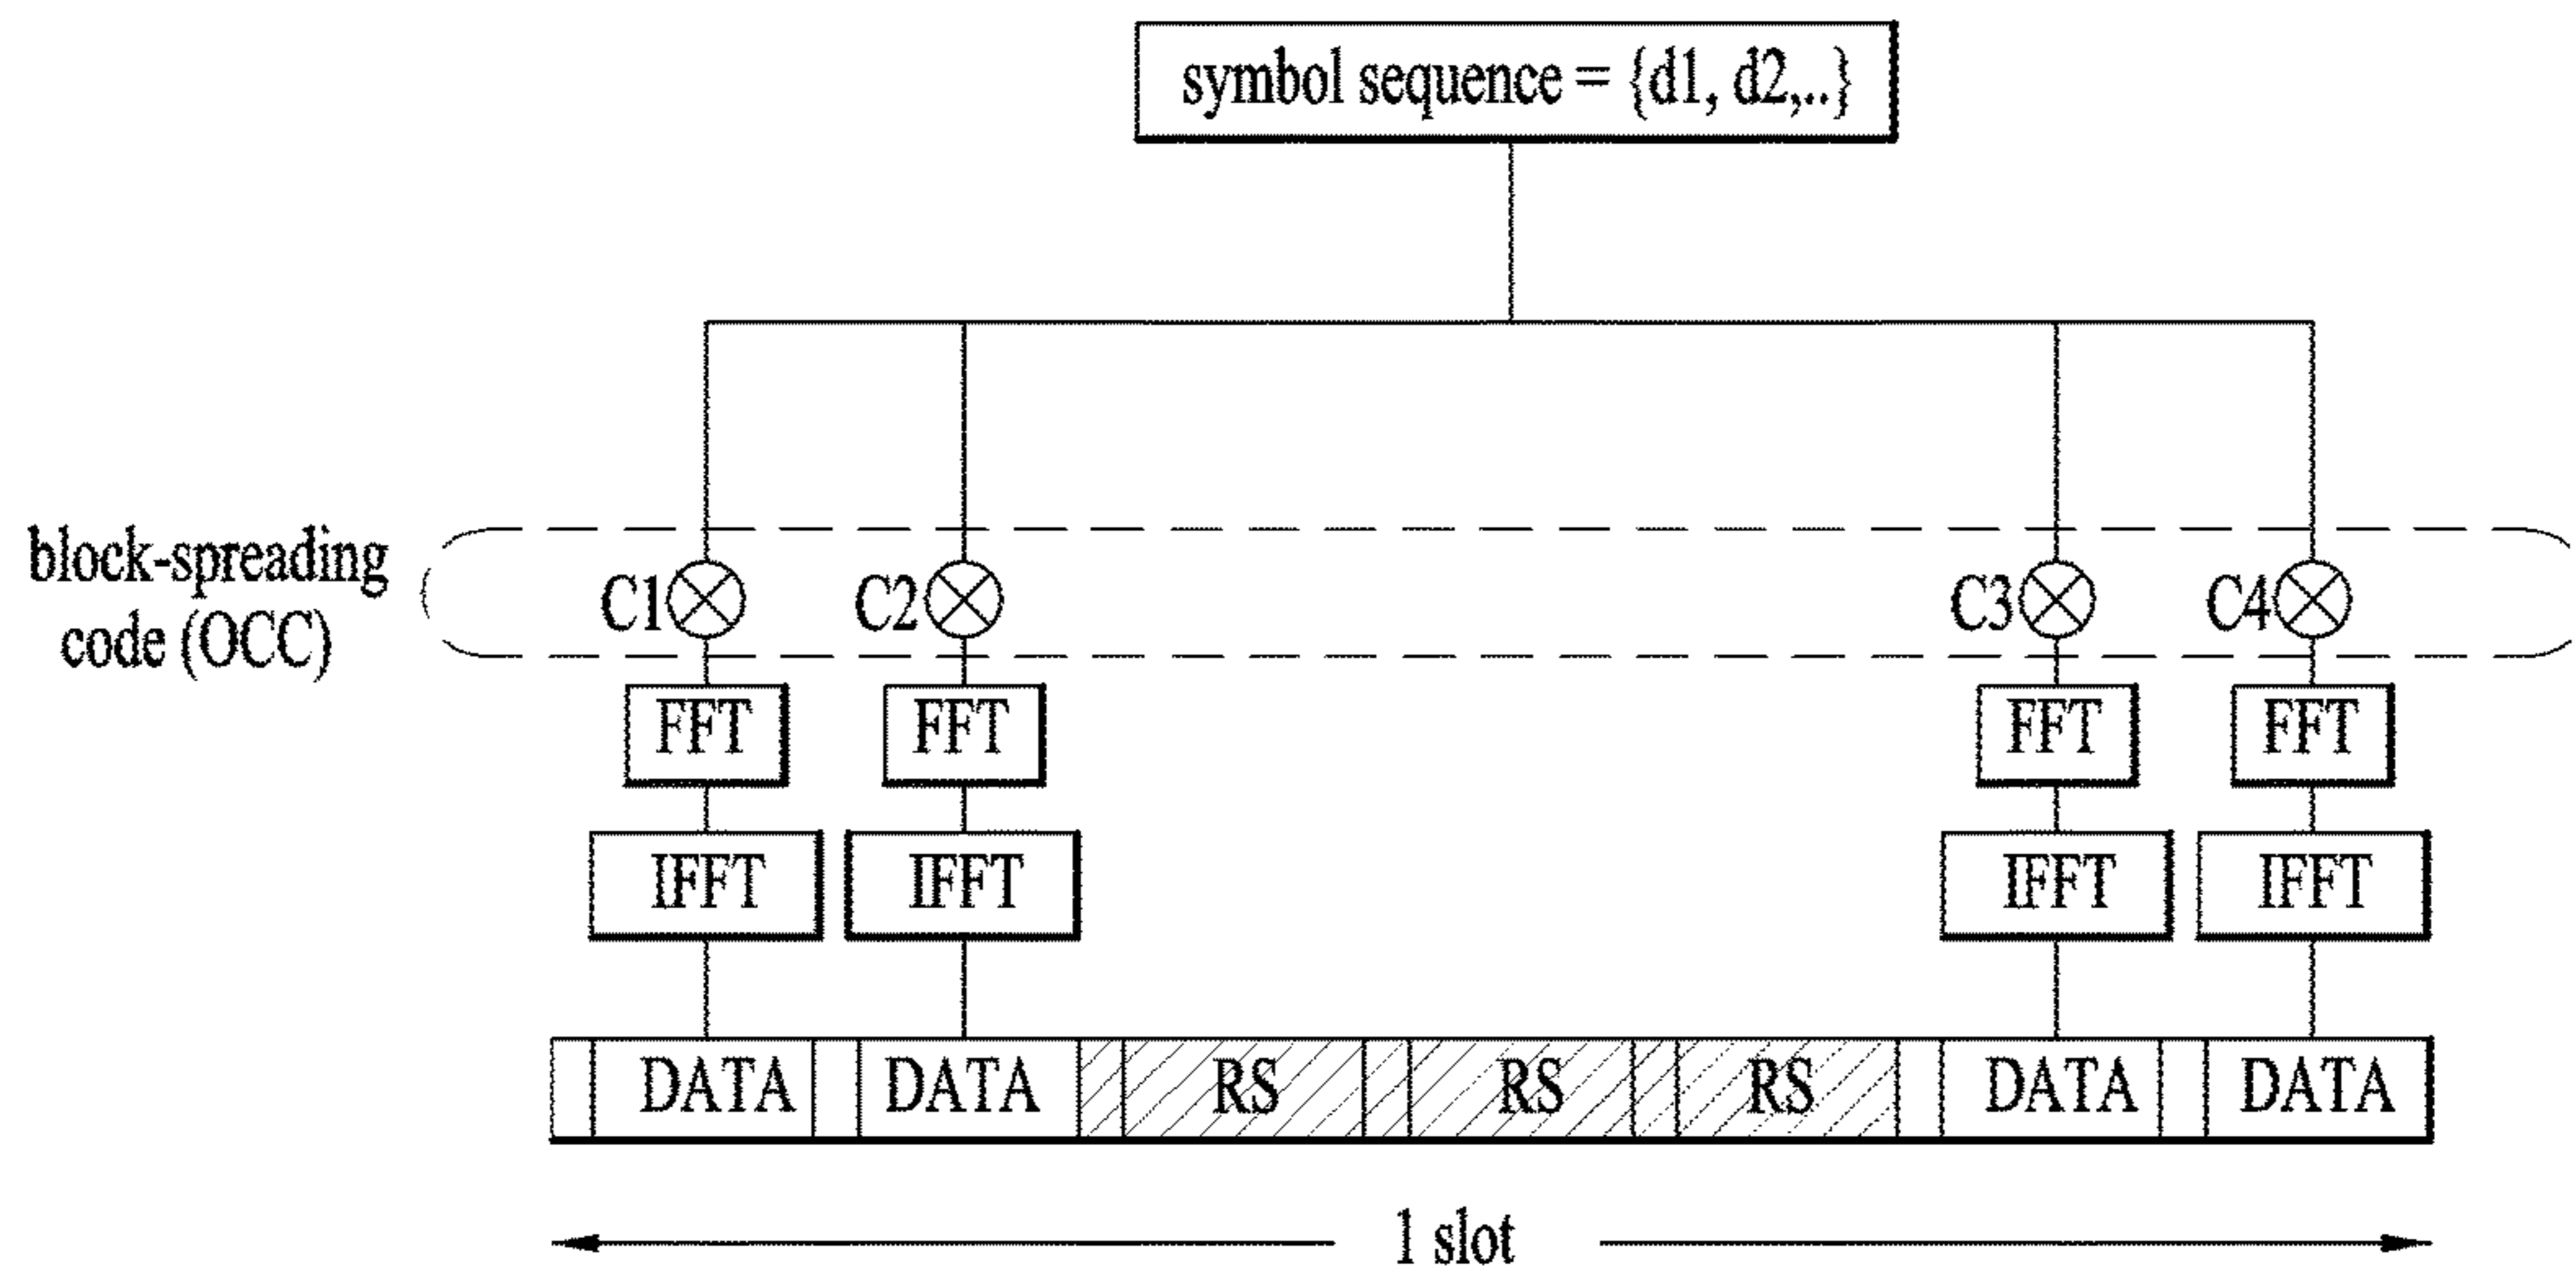 symbol sequence = {d1, d2,..}
block-spreading
code (OCC)
C1 C2 C3 C4
FFT FFT FFT FFT
IFFT IFFT IFFT IFFT
DATA DATA RS RS RS DATA DATA
1 slot